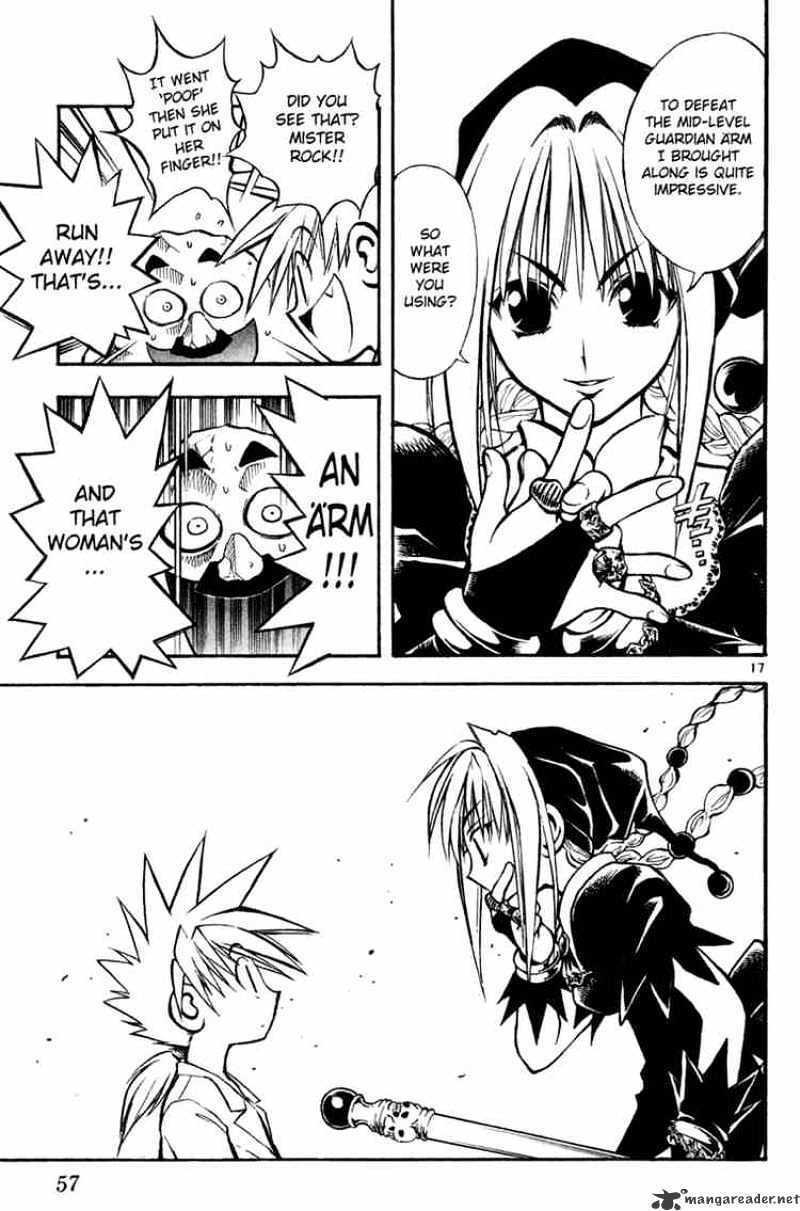 TO DEFEAT
THE MID-LEVEL
GUARDIAN ÄRM
I BROUGHT
ALONG IS QUITE
IMPRESSIVE.
SO
WHAT
WERE
YOU
USING?
DID YOU
SEE THAT?
MISTER
ROCK!!
IT WENT
'POOF'
THEN SHE
PUT IT ON
HER
FINGER!!
RUN
AWAY!!
THAT'S...
AN
ÄRM
!!!
AND
THAT
WOMAN'S
...
17
57
mangareader.net